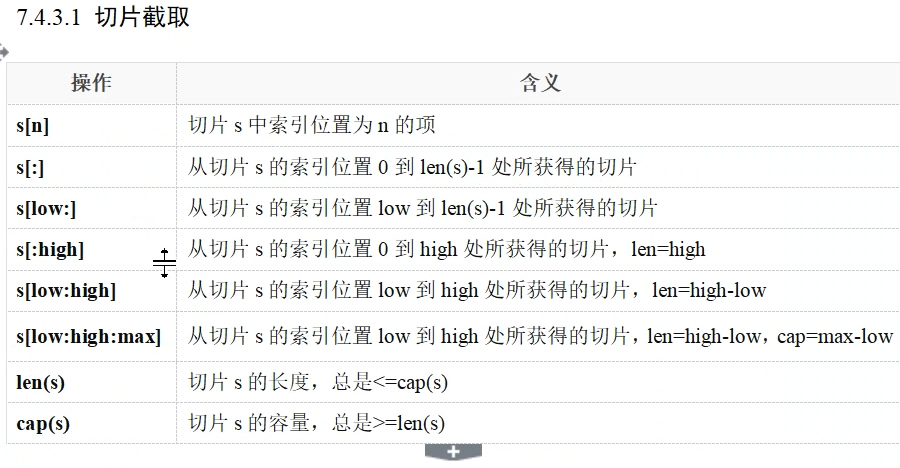 7.4.3.1 切片截取
操作 含义
s[n] 切片 s 中索引位置为 n 的项
s[:] 从切片 s 的索引位置 0 到 len(s)-1 处所获得的切片
s[low:] 从切片 s 的索引位置 low 到 len(s)-1 处所获得的切片
s[:high] 从切片 s 的索引位置 0 到 high 处所获得的切片，len=high
s[low:high] 从切片 s 的索引位置 low 到 high 处所获得的切片，len=high-low
s[low:high:max] 从切片 s 的索引位置 low 到 high 处所获得的切片，len=high-low，cap=max-low
len(s) 切片 s 的长度，总是<=cap(s)
cap(s) 切片 s 的容量，总是>=len(s)